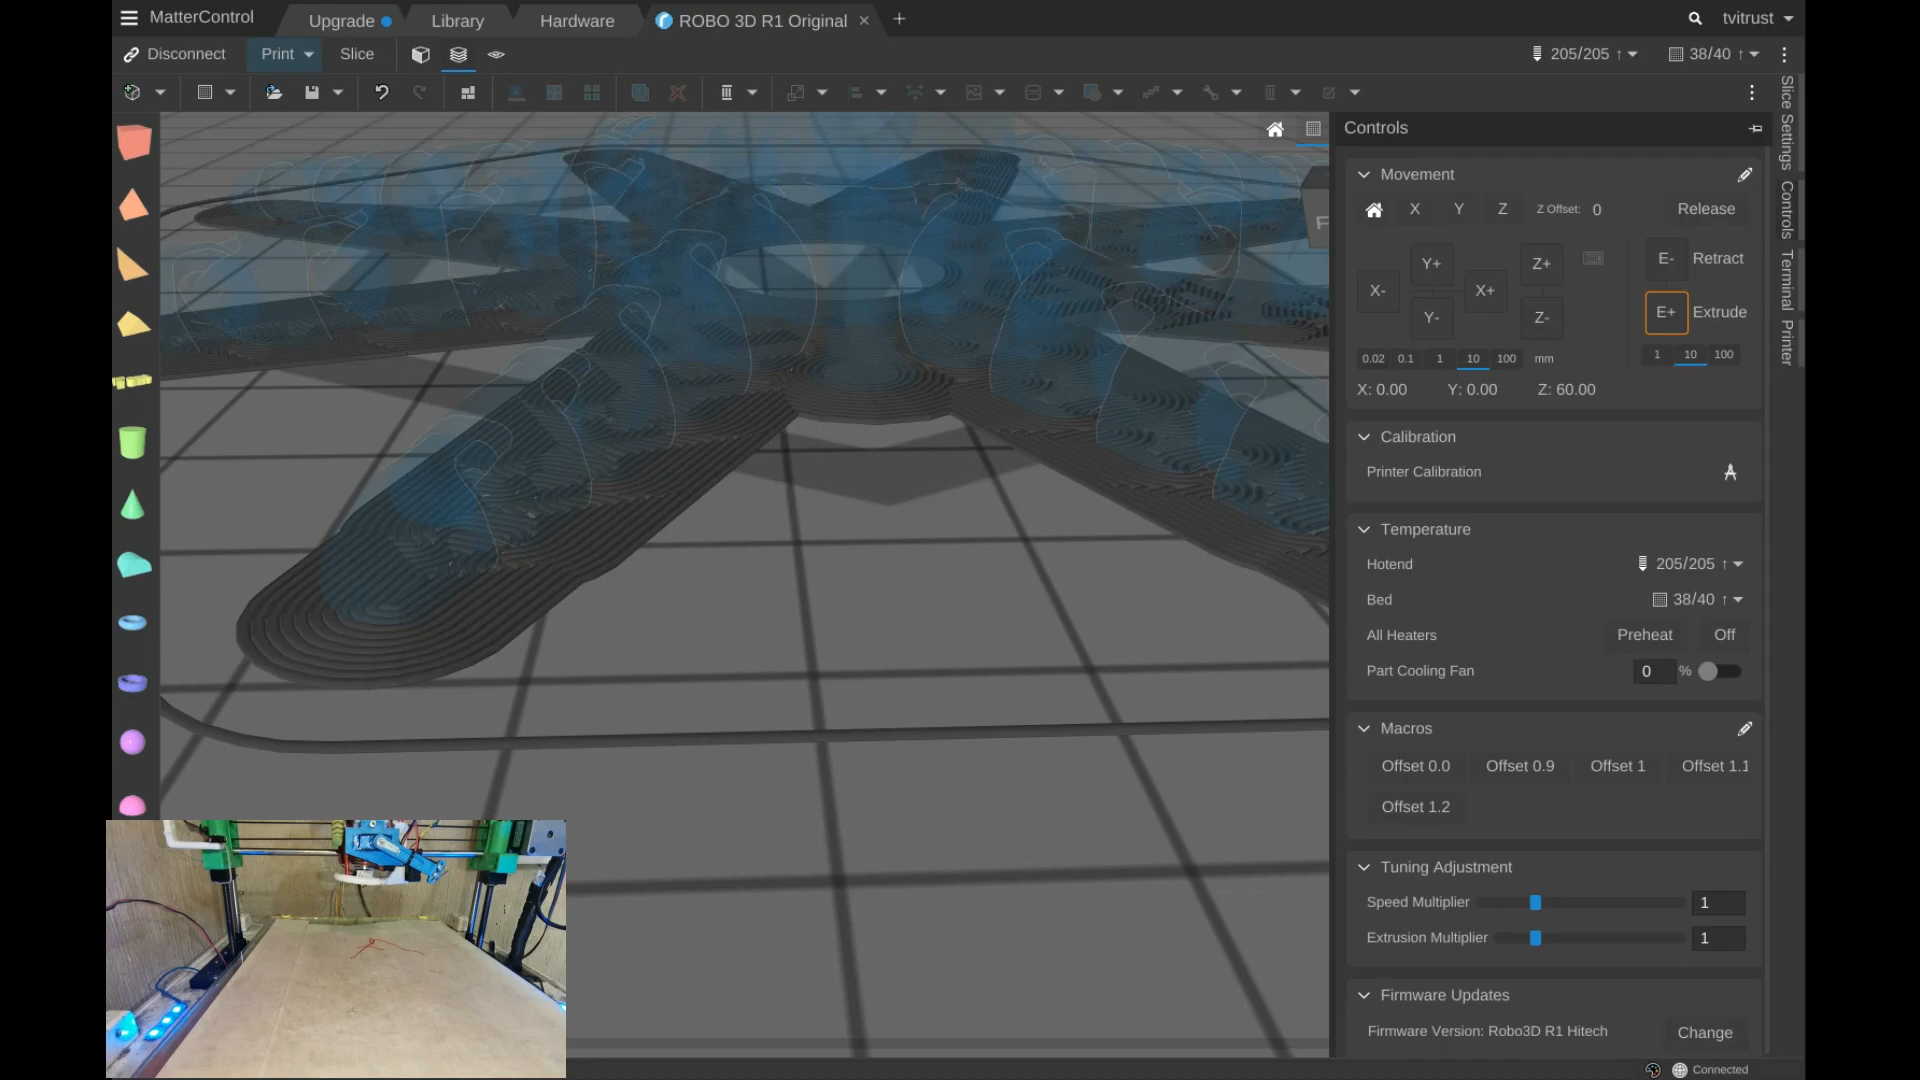 MatterControl
Upgrade
Library
Hardware
ROBO 3D R1 Original
tvitrust
Disconnect
Print
Slice
205/205
38/40
Controls
Movement
X Y Z Z Offset: 0 Release
Y+
Z+
E- Retract
X-
X+
Y-
Z-
E+ Extrude
0.02 0.1 1 10 100 mm
1 10 100
X: 0.00 Y: 0.00 Z: 60.00
Calibration
Printer Calibration
Temperature
Hotend 205/205
Bed 38/40
All Heaters Preheat Off
Part Cooling Fan 0 %
Macros
Offset 0.0 Offset 0.9 Offset 1 Offset 1.1
Offset 1.2
Tuning Adjustment
Speed Multiplier 1
Extrusion Multiplier 1
Firmware Updates
Firmware Version: Robo3D R1 Hitech Change
Connected
Slice Settings
Controls
Terminal
Printer